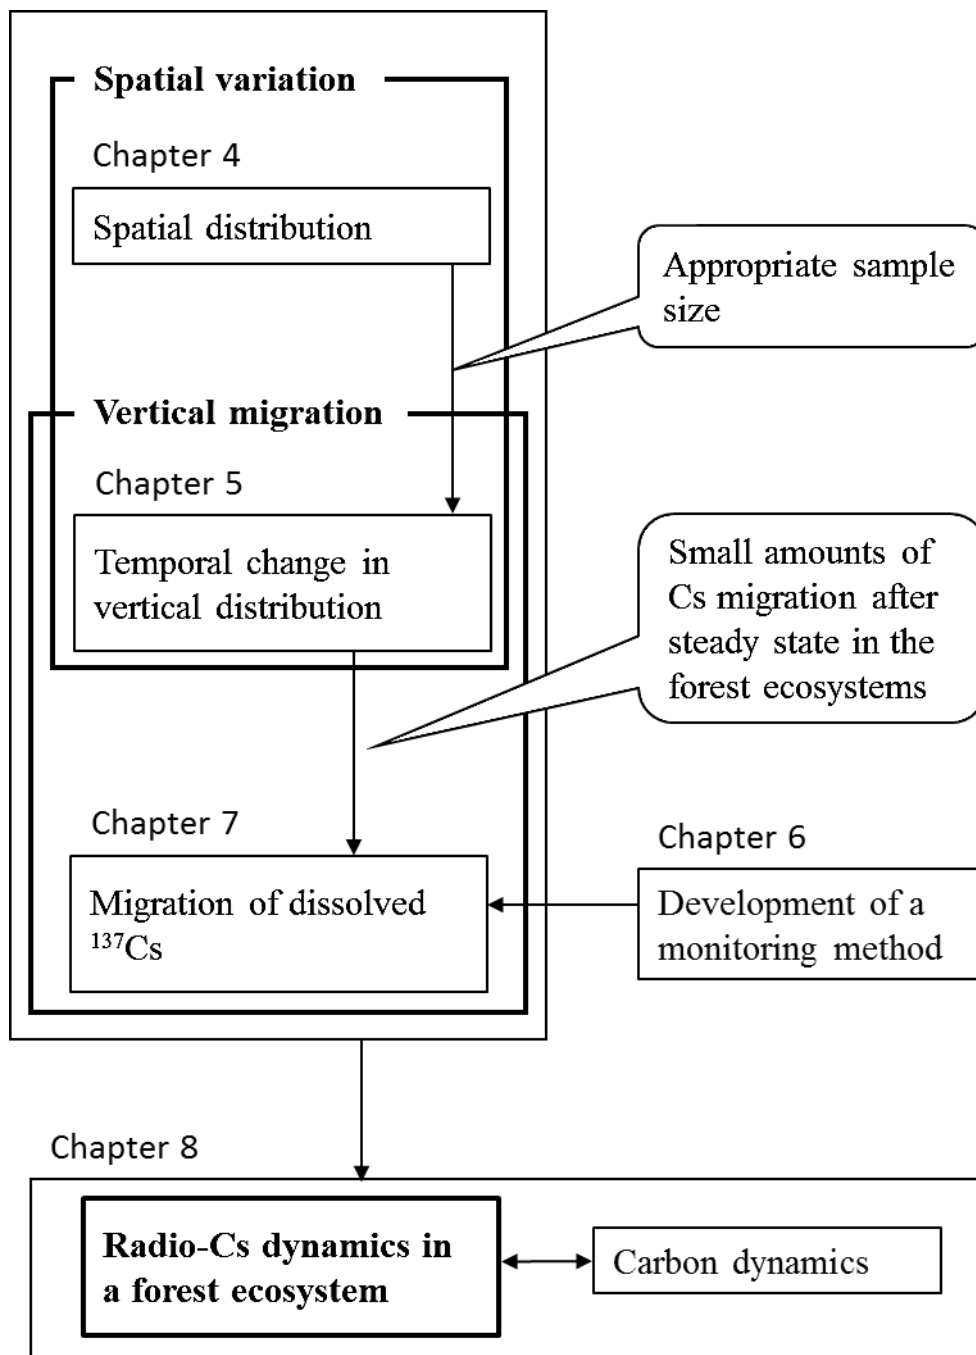 Spatial variation
Chapter 4
Spatial distribution
Appropriate sample
size
Vertical migration
Chapter 5
Temporal change in
vertical distribution
Small amounts of
Cs migration after
steady state in the
forest ecosystems
Chapter 7
Migration of dissolved
¹³⁷Cs
Chapter 6
Development of a
monitoring method
Chapter 8
Radio-Cs dynamics in
a forest ecosystem
Carbon dynamics